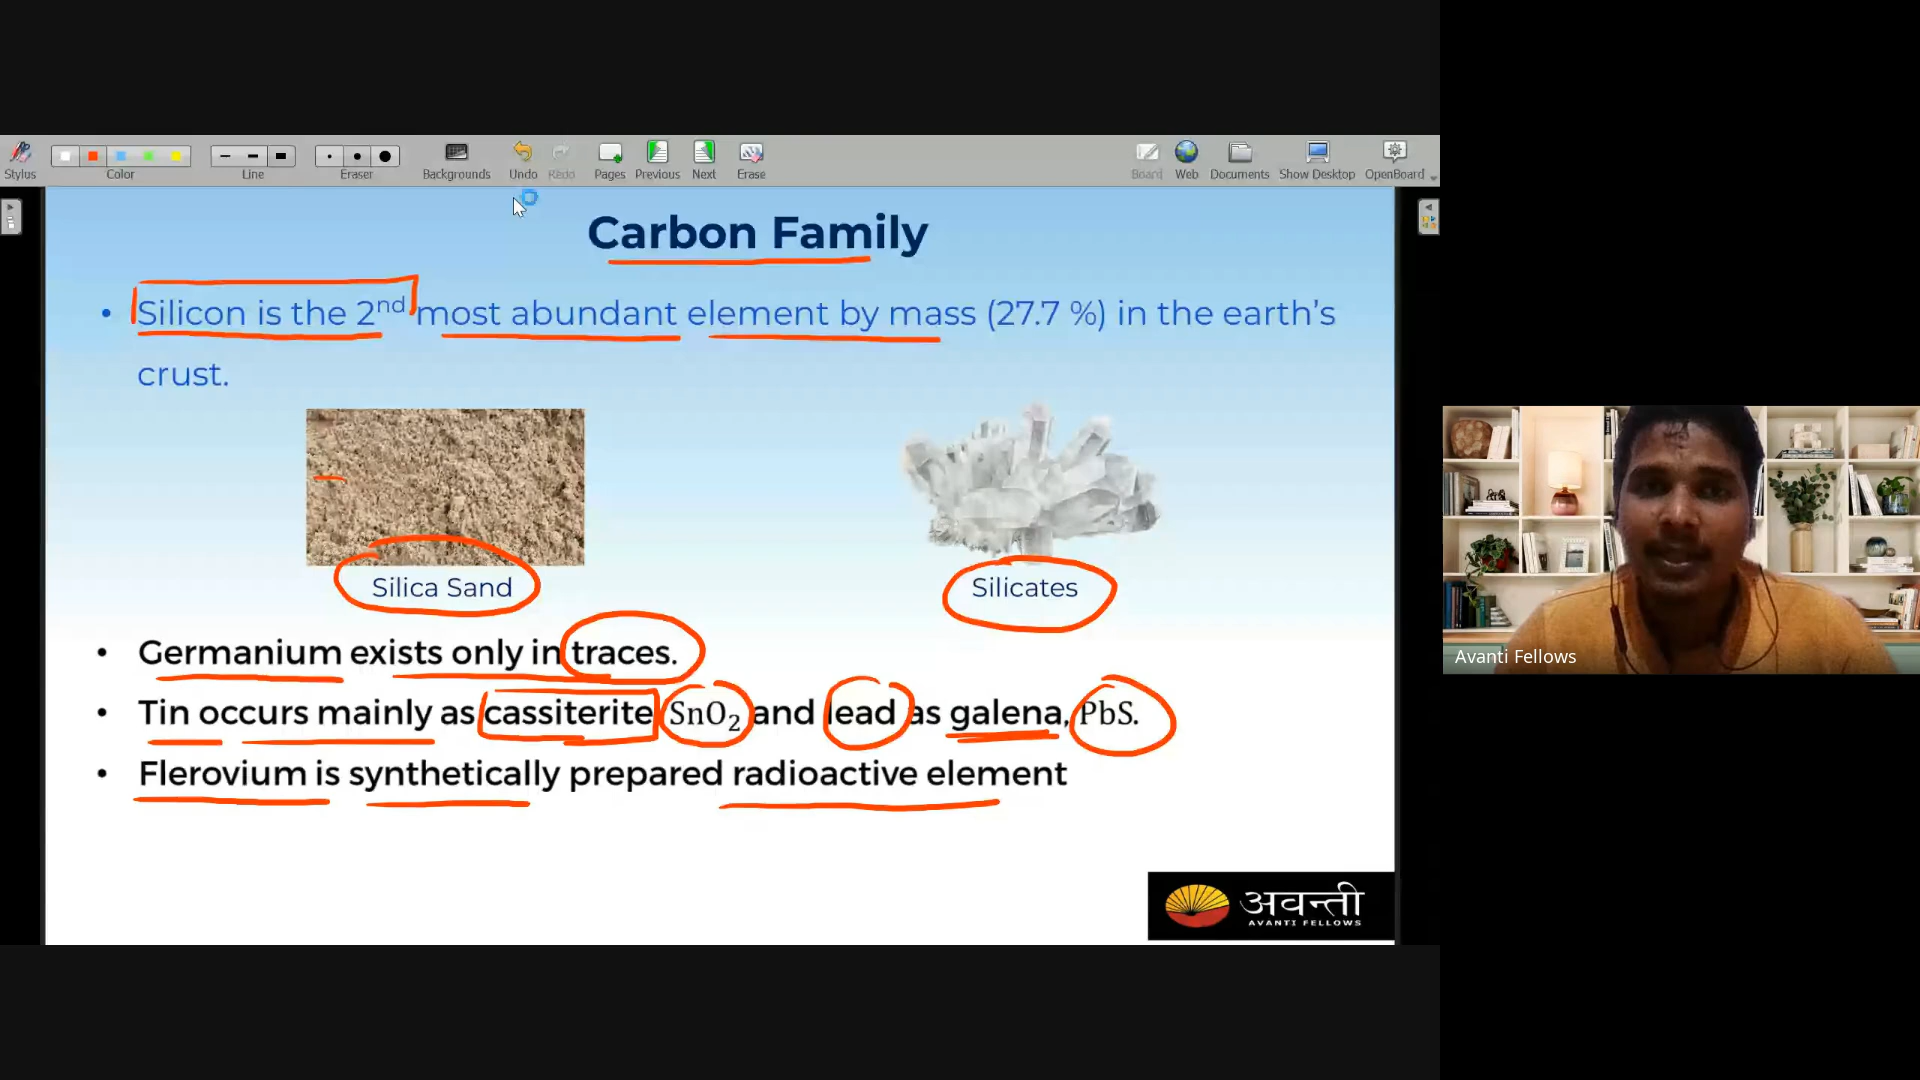 Stylus
Color
Line
Eraser
Backgrounds
Undo
Redo
Pages
Previous
Next
Erase
Board
Web
Documents
Show Desktop
OpenBoard
Carbon Family
• Silicon is the 2nd most abundant element by mass (27.7 %) in the earth's
crust.
Silica Sand
Silicates
• Germanium exists only in traces.
• Tin occurs mainly as cassiterite SnO₂ and lead as galena, PbS.
• Flerovium is synthetically prepared radioactive element
अवन्ती
AVANTI FELLOWS
Avanti Fellows